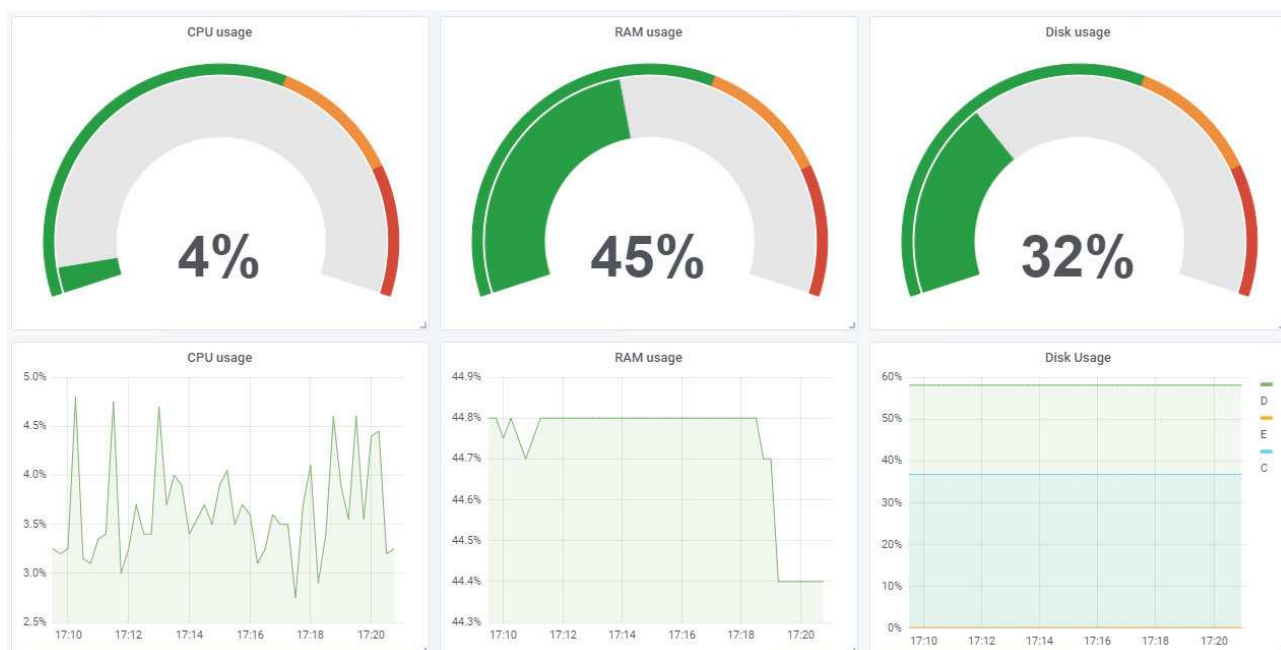 CPU usage
4%
RAM usage
45%
Disk usage
32%
CPU usage
5.0%
4.5%
4.0%
3.5%
3.0%
2.5%
17:10 17:12 17:14 17:16 17:18 17:20
RAM usage
44.9%
44.8%
44.7%
44.6%
44.5%
44.4%
44.3%
17:10 17:12 17:14 17:16 17:18 17:20
Disk Usage
60%
50%
40%
30%
20%
10%
0%
17:10 17:12 17:14 17:16 17:18 17:20
D
E
C